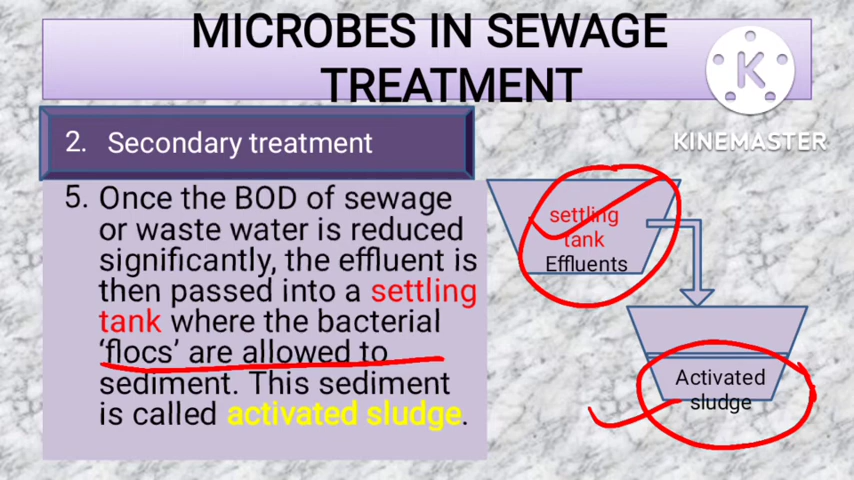 MICROBES IN SEWAGE
TREATMENT
K
KINEMASTER
2. Secondary treatment
5. Once the BOD of sewage
or waste water is reduced
significantly, the effluent is
then passed into a settling
tank where the bacterial
‘flocs’ are allowed to
sediment. This sediment
is called activated sludge.
settling
tank
Effluents
Activated
sludge